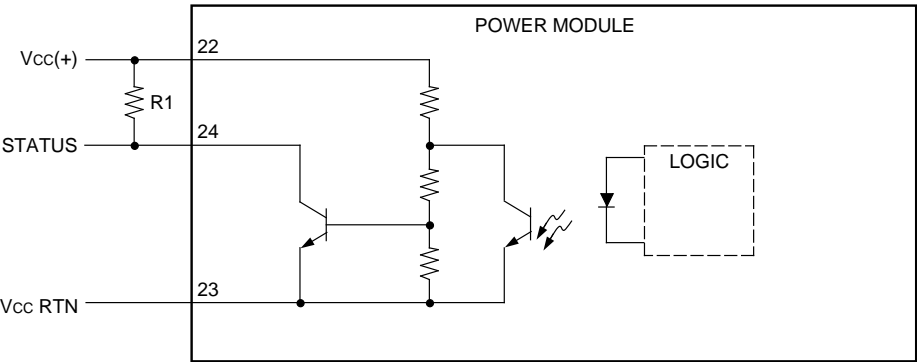 POWER MODULE
VCC(+)
22
R1
STATUS
24
LOGIC
VCC RTN
23